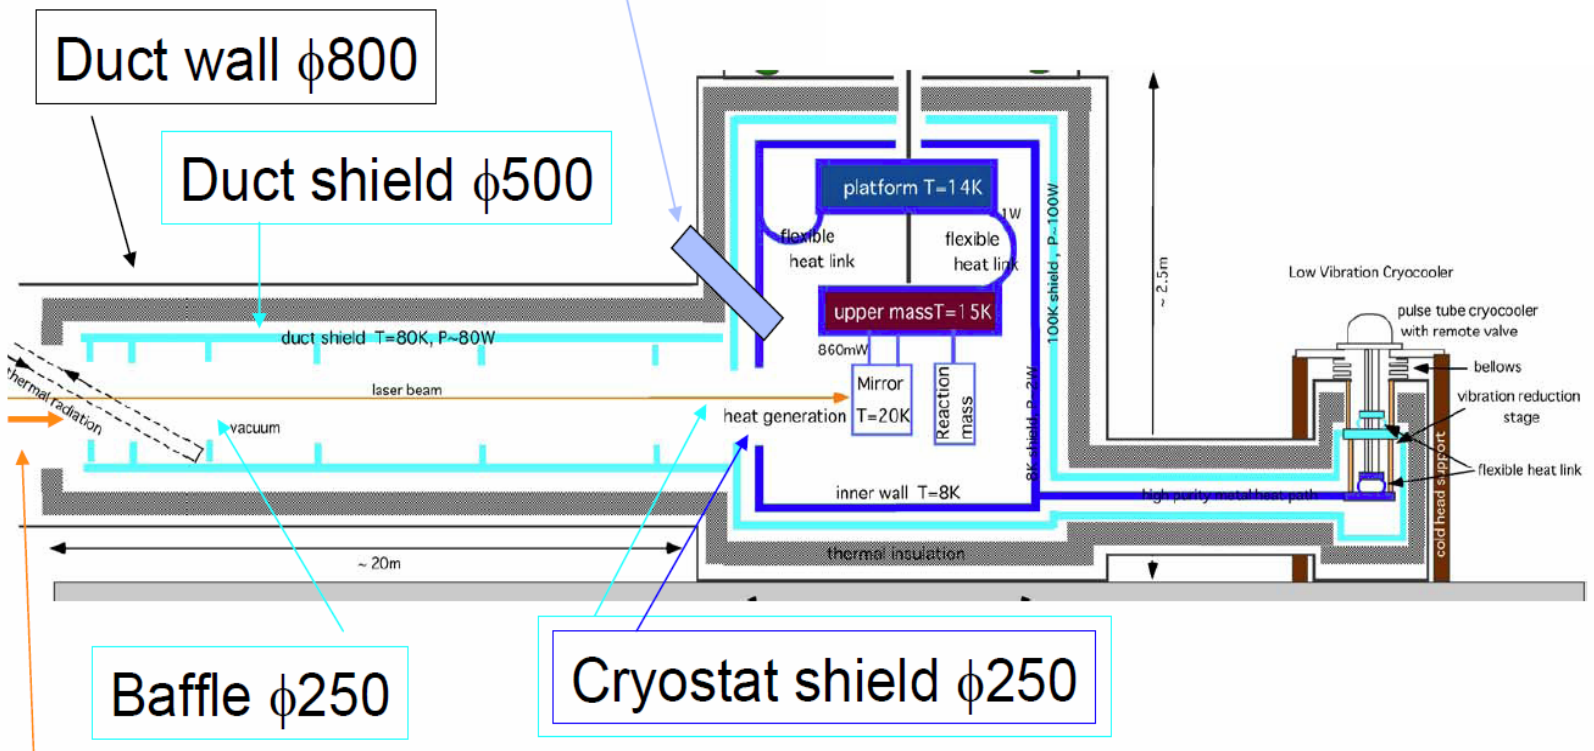 Duct wall ϕ800
Duct shield ϕ500
platform T=14K
1W
flexible
heat link
flexible
heat link
100K shield , P~100W
~ 2.5m
Low Vibration Cryocooler
pulse tube cryocooler
with remote valve
upper massT=15K
duct shield T=80K, P~80W
860mW
bellows
Mirror
T=20K
Reaction
mass
8K shield, P~2W
thermal radiation
laser beam
heat generation
vacuum
vibration reduction
stage
flexible heat link
inner wall T=8K
high purity metal heat path
cold head support
thermal insulation
~ 20m
Baffle ϕ250
Cryostat shield ϕ250